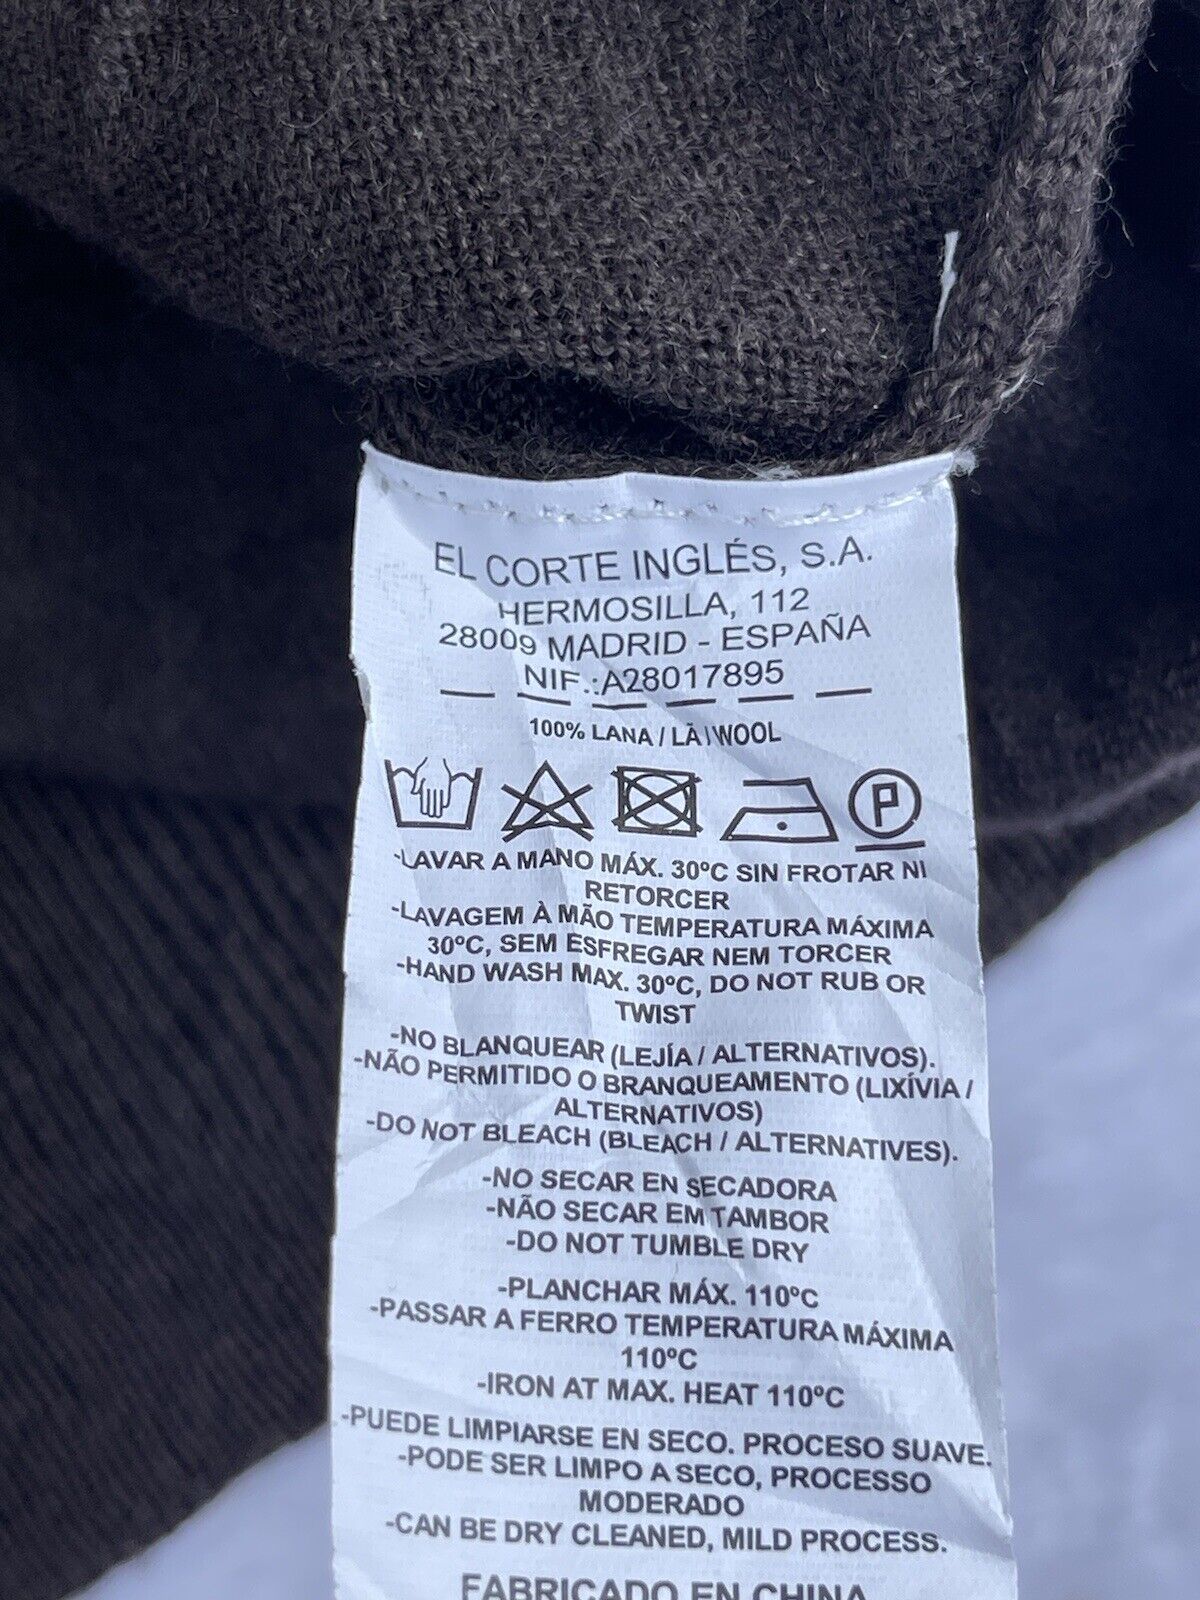 EL CORTE INGLÉS, S.A.
HERMOSILLA, 112
28009 MADRID - ESPAÑA
NIF.:A28017895
100% LANA / LÃ / WOOL
P
-LAVAR A MANO MÁX. 30ºC SIN FROTAR NI
RETORCER
-LAVAGEM À MÃO TEMPERATURA MÁXIMA
30ºC, SEM ESFREGAR NEM TORCER
-HAND WASH MAX. 30ºC, DO NOT RUB OR
TWIST
-NO BLANQUEAR (LEJÍA / ALTERNATIVOS).
-NÃO PERMITIDO O BRANQUEAMENTO (LIXÍVIA /
ALTERNATIVOS)
-DO NOT BLEACH (BLEACH / ALTERNATIVES).
-NO SECAR EN SECADORA
-NÃO SECAR EM TAMBOR
-DO NOT TUMBLE DRY
-PLANCHAR MÁX. 110ºC
-PASSAR A FERRO TEMPERATURA MÁXIMA
110ºC
-IRON AT MAX. HEAT 110ºC
-PUEDE LIMPIARSE EN SECO. PROCESO SUAVE.
-PODE SER LIMPO A SECO, PROCESSO
MODERADO
-CAN BE DRY CLEANED, MILD PROCESS.
FABRICADO EN CHINA